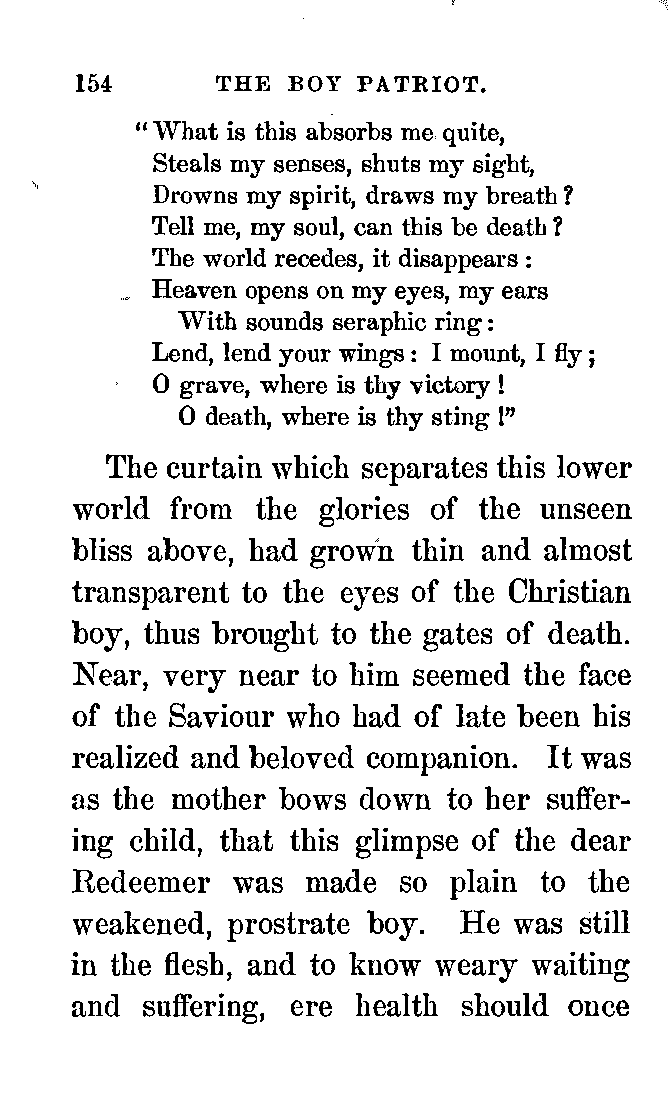 154 THE BOY PATRIOT.
“What is this absorbs me quite,
Steals my senses, shuts my sight,
Drowns my spirit, draws my breath?
Tell me, my soul, can this be death?
The world recedes, it disappears:
Heaven opens on my eyes, my ears
With sounds seraphic ring:
Lend, lend your wings: I mount, I fly;
O grave, where is thy victory!
O death, where is thy sting!”
The curtain which separates this lower
world from the glories of the unseen
bliss above, had grown thin and almost
transparent to the eyes of the Christian
boy, thus brought to the gates of death.
Near, very near to him seemed the face
of the Saviour who had of late been his
realized and beloved companion. It was
as the mother bows down to her suffer-
ing child, that this glimpse of the dear
Redeemer was made so plain to the
weakened, prostrate boy. He was still
in the flesh, and to know weary waiting
and suffering, ere health should once